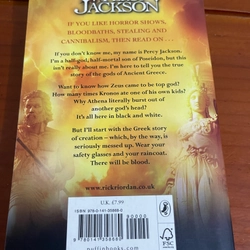 JACKSON
IF YOU LIKE HORROR SHOWS,
BLOODBATHS, STEALING AND
CANNIBALISM, THEN READ ON . . .
If you don't know me, my name is Percy Jackson.
I'm a half-god, half-mortal son of Poseidon, but this
isn't really about me. I'm here to tell you the true story
of the gods of Ancient Greece.
Want to know how Zeus came to be top god?
How many times Kronos ate one of his own kids?
Why Athena literally burst out of
another god's head?
It's all here in black and white.
But I'll start with the Greek story
of creation – which, by the way, is
seriously messed up. Wear your
safety glasses and your raincoat.
There will be blood.
www.rickriordan.co.uk
U.K. £7.99
90000
FSC
puffinbooks.com